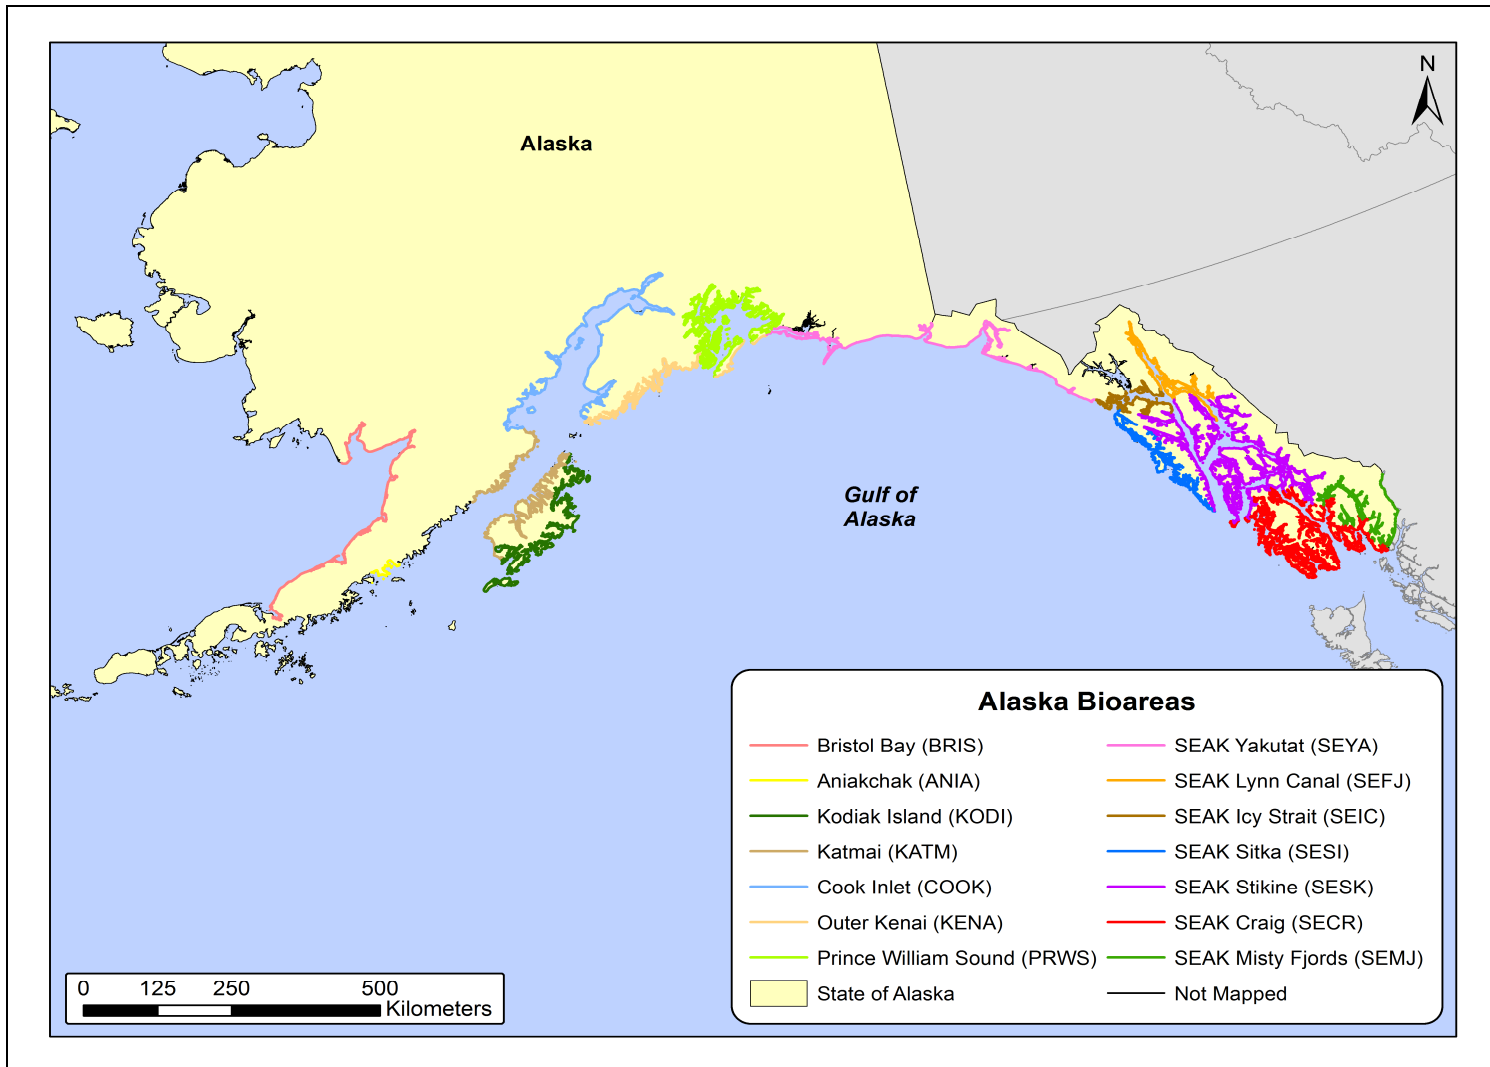 N
Alaska
Gulf of
Alaska
Alaska Bioareas
Bristol Bay (BRIS)
Aniakchak (ANIA)
Kodiak Island (KODI)
Katmai (KATM)
Cook Inlet (COOK)
Outer Kenai (KENA)
Prince William Sound (PRWS)
State of Alaska
SEAK Yakutat (SEYA)
SEAK Lynn Canal (SEFJ)
SEAK Icy Strait (SEIC)
SEAK Sitka (SESI)
SEAK Stikine (SESK)
SEAK Craig (SECR)
SEAK Misty Fjords (SEMJ)
Not Mapped
0 125 250 500
Kilometers